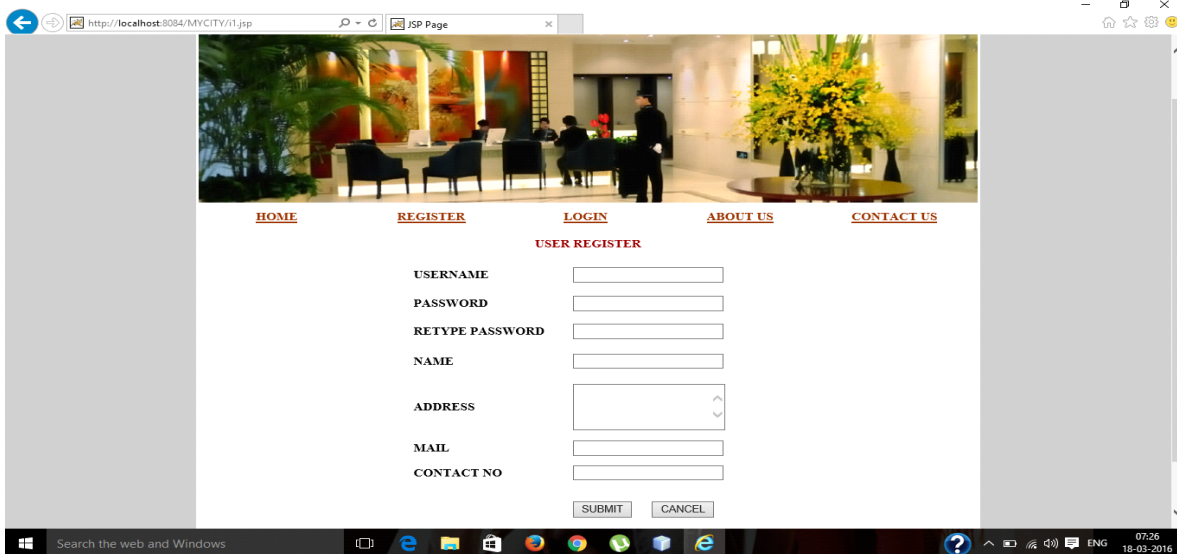 http://localhost:8084/MYCITY/i1.jsp
JSP Page
HOME REGISTER LOGIN ABOUT US CONTACT US
USER REGISTER
USERNAME
PASSWORD
RETYPE PASSWORD
NAME
ADDRESS
MAIL
CONTACT NO
SUBMIT CANCEL
Search the web and Windows
ENG
07:26
18-03-2016